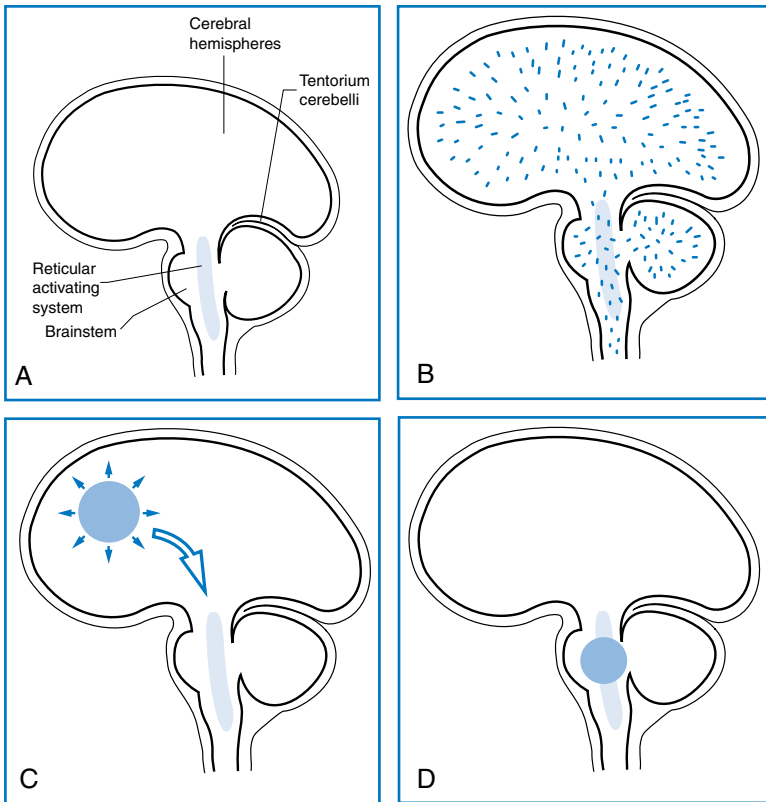 Cerebral
hemispheres
Tentorium
cerebelli
Reticular
activating
system
Brainstem
A
B
C
D